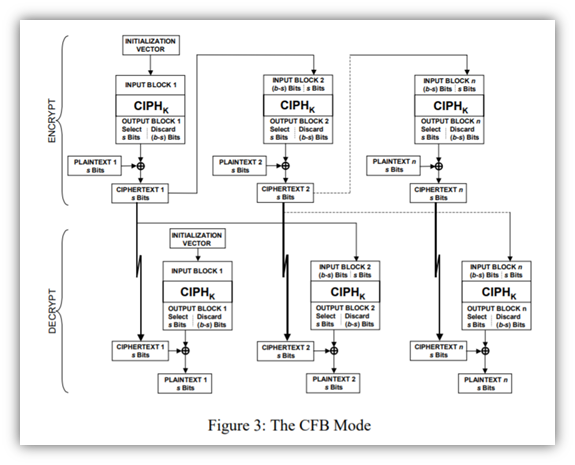 ENCRYPT
INITIALIZATION
VECTOR
INPUT BLOCK 1
CIPHK
OUTPUT BLOCK 1
Select Discard
s Bits (b-s) Bits
PLAINTEXT 1
s Bits
CIPHERTEXT 1
s Bits
INPUT BLOCK 2
(b-s) Bits s Bits
CIPHK
OUTPUT BLOCK 2
Select Discard
s Bits (b-s) Bits
PLAINTEXT 2
s Bits
CIPHERTEXT 2
s Bits
INPUT BLOCK n
(b-s) Bits s Bits
CIPHK
OUTPUT BLOCK n
Select Discard
s Bits (b-s) Bits
PLAINTEXT n
s Bits
CIPHERTEXT n
s Bits
DECRYPT
INITIALIZATION
VECTOR
INPUT BLOCK 1
CIPHK
OUTPUT BLOCK 1
Select Discard
s Bits (b-s) Bits
CIPHERTEXT 1
s Bits
PLAINTEXT 1
s Bits
INPUT BLOCK 2
(b-s) Bits s Bits
CIPHK
OUTPUT BLOCK 2
Select Discard
s Bits (b-s) Bits
CIPHERTEXT 2
s Bits
PLAINTEXT 2
s Bits
INPUT BLOCK n
(b-s) Bits s Bits
CIPHK
OUTPUT BLOCK n
Select Discard
s Bits (b-s) Bits
CIPHERTEXT n
s Bits
PLAINTEXT n
s Bits
Figure 3: The CFB Mode